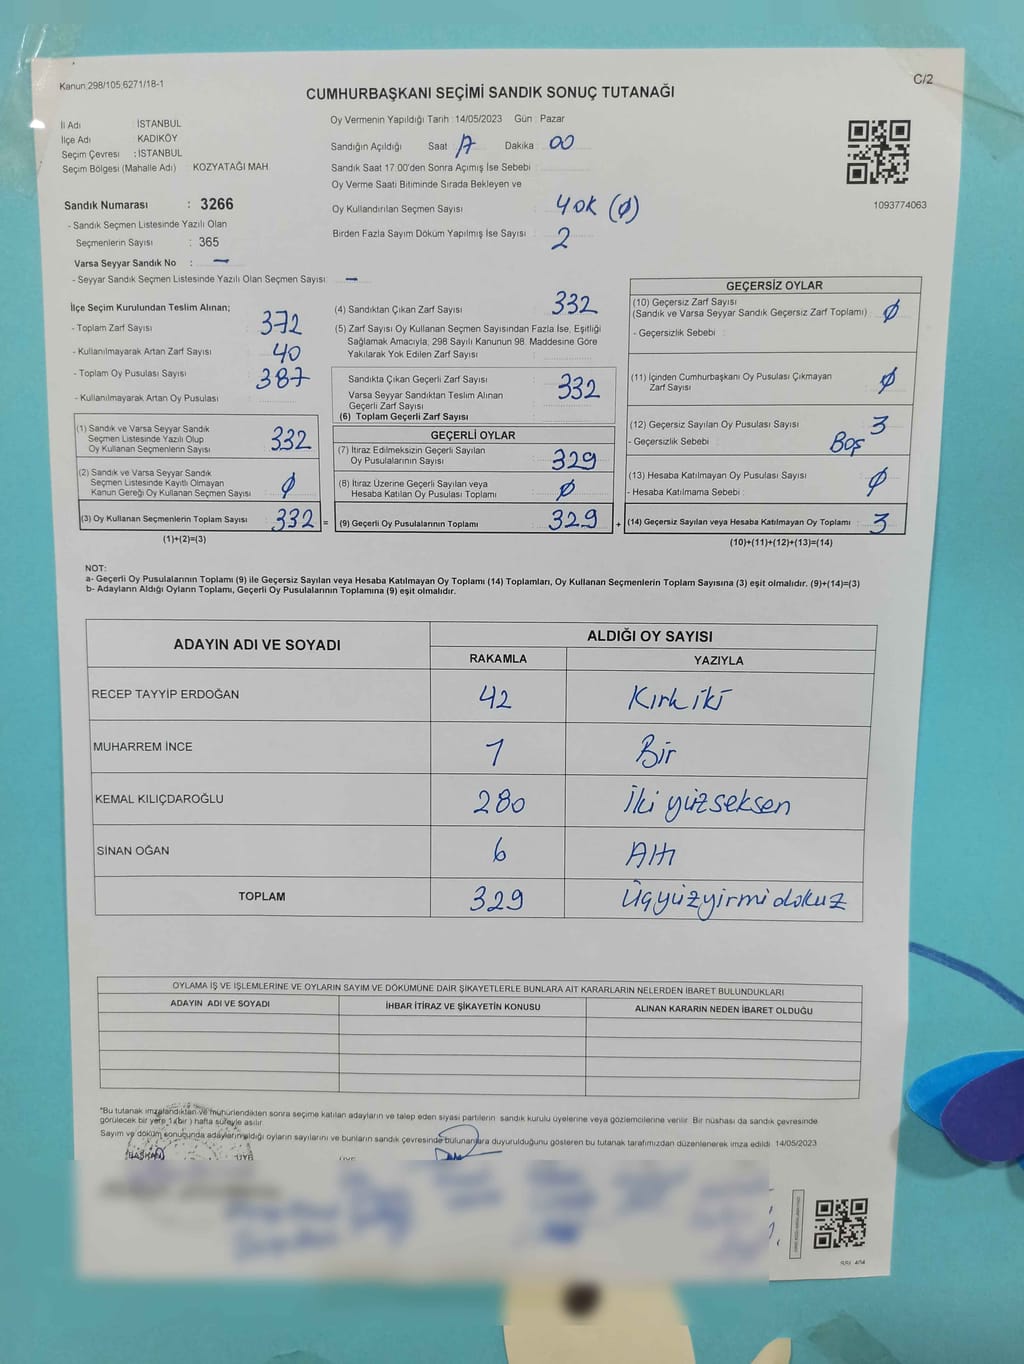 Kanun;298/105,6271/18-1
C/2
CUMHURBAŞKANI SEÇİMİ SANDIK SONUÇ TUTANAĞI
İl Adı : İSTANBUL
İlçe Adı : KADIKÖY
Seçim Çevresi : İSTANBUL
Seçim Bölgesi (Mahalle Adı) KOZYATAĞI MAH.
Oy Vermenin Yapıldığı Tarih : 14/05/2023 Gün : Pazar
Sandığın Açıldığı Saat : 17 Dakika : 00
Sandık Saat 17:00'den Sonra Açımış İse Sebebi :
Oy Verme Saati Bitiminde Sırada Bekleyen ve
Oy Kullandırılan Seçmen Sayısı : YOK (Ø)
Birden Fazla Sayım Döküm Yapılmış İse Sayısı : 2
1093774063
Sandık Numarası : 3266
- Sandık Seçmen Listesinde Yazılı Olan
Seçmenlerin Sayısı : 365
Varsa Seyyar Sandık No : –
- Seyyar Sandık Seçmen Listesinde Yazılı Olan Seçmen Sayısı : –
İlçe Seçim Kurulundan Teslim Alınan;
- Toplam Zarf Sayısı : 372
- Kullanılmayarak Artan Zarf Sayısı : 40
- Toplam Oy Pusulası Sayısı : 387
- Kullanılmayarak Artan Oy Pusulası :
(1) Sandık ve Varsa Seyyar Sandık
Seçmen Listesinde Yazılı Olup
Oy Kullanan Seçmenlerin Sayısı : 332
(2) Sandık ve Varsa Seyyar Sandık
Seçmen Listesinde Kayıtlı Olmayan
Kanun Gereği Oy Kullanan Seçmen Sayısı : Ø
(3) Oy Kullanan Seçmenlerin Toplam Sayısı : 332 =
(1)+(2)=(3)
(4) Sandıktan Çıkan Zarf Sayısı : 332
(5) Zarf Sayısı Oy Kullanan Seçmen Sayısından Fazla İse, Eşitliği
Sağlamak Amacıyla; 298 Sayılı Kanunun 98. Maddesine Göre
Yakılarak Yok Edilen Zarf Sayısı :
Sandıkta Çıkan Geçerli Zarf Sayısı : 332
Varsa Seyyar Sandıktan Teslim Alınan
Geçerli Zarf Sayısı :
(6) Toplam Geçerli Zarf Sayısı
GEÇERLİ OYLAR
(7) İtiraz Edilmeksizin Geçerli Sayılan
Oy Pusulalarının Sayısı : 329
(8) İtiraz Üzerine Geçerli Sayılan veya
Hesaba Katılan Oy Pusulası Toplamı : Ø
(9) Geçerli Oy Pusulalarının Toplamı : 329 +
GEÇERSİZ OYLAR
(10) Geçersiz Zarf Sayısı
(Sandık ve Varsa Seyyar Sandık Geçersiz Zarf Toplamı) : Ø
- Geçersizlik Sebebi :
(11) İçinden Cumhurbaşkanı Oy Pusulası Çıkmayan
Zarf Sayısı : Ø
(12) Geçersiz Sayılan Oy Pusulası Sayısı : 3
- Geçersizlik Sebebi : Boş
(13) Hesaba Katılmayan Oy Pusulası Sayısı : Ø
- Hesaba Katılmama Sebebi :
(14) Geçersiz Sayılan veya Hesaba Katılmayan Oy Toplamı : 3
(10)+(11)+(12)+(13)=(14)
NOT:
a- Geçerli Oy Pusulalarının Toplamı (9) ile Geçersiz Sayılan veya Hesaba Katılmayan Oy Toplamı (14) Toplamları, Oy Kullanan Seçmenlerin Toplam Sayısına (3) eşit olmalıdır. (9)+(14)=(3)
b- Adayların Aldığı Oyların Toplamı, Geçerli Oy Pusulalarının Toplamına (9) eşit olmalıdır.
ADAYIN ADI VE SOYADI ALDIĞI OY SAYISI
RAKAMLA YAZIYLA
RECEP TAYYİP ERDOĞAN 42 Kırk iki
MUHARREM İNCE 1 Bir
KEMAL KILIÇDAROĞLU 280 İki yüz seksen
SİNAN OĞAN 6 Altı
TOPLAM 329 Üçyüzyirmi dokuz
OYLAMA İŞ VE İŞLEMLERİNE VE OYLARIN SAYIM VE DÖKÜMÜNE DAİR ŞİKAYETLERLE BUNLARA AİT KARARLARIN NELERDEN İBARET BULUNDUKLARI
ADAYIN ADI VE SOYADI İHBAR İTİRAZ VE ŞİKAYETİN KONUSU ALINAN KARARIN NEDEN İBARET OLDUĞU
*Bu tutanak imzalandıktan ve mühürlendikten sonra seçime katılan adayların ve talep eden siyasi partilerin sandık kurulu üyelerine veya gözlemcilerine verilir. Bir nüshası da sandık çevresinde
görülecek bir yere 1 (bir ) hafta süreyle asılır.
Sayım ve döküm sonucunda adayların aldığı oyların sayılarını ve bunların sandık çevresinde bulunanlara duyurulduğunu gösteren bu tutanak tarafımızdan düzenlenerek imza edildi. 14/05/2023
BAŞKAN ÜYE ÜYE